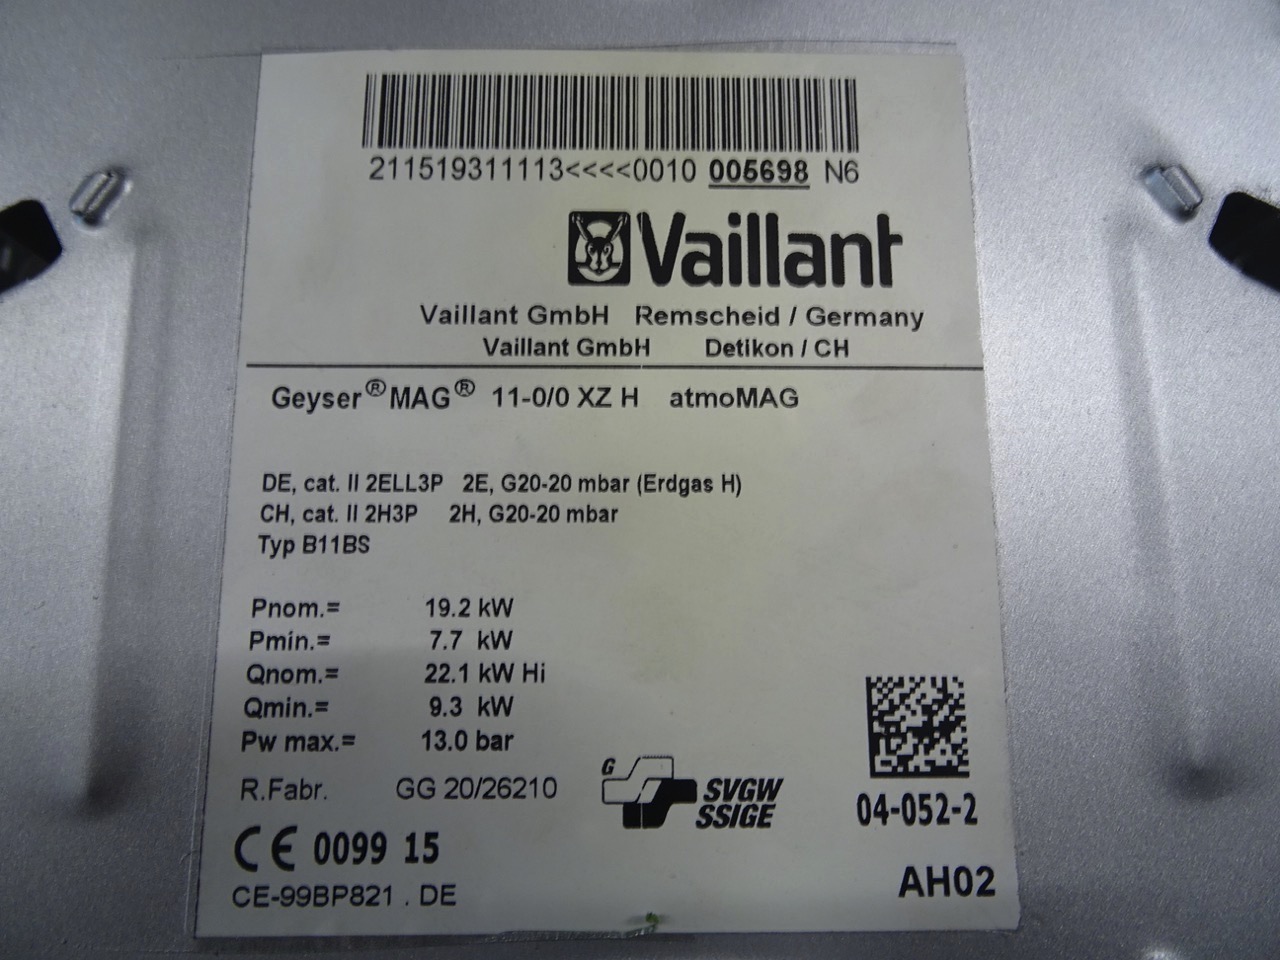 211519311113<<<<0010 005698 N6
Vaillant
Vaillant GmbH Remscheid / Germany
Vaillant GmbH Detikon / CH
Geyser®MAG® 11-0/0 XZ H atmoMAG
DE, cat. II 2ELL3P 2E, G20-20 mbar (Erdgas H)
CH, cat. II 2H3P 2H, G20-20 mbar
Typ B11BS
Pnom.= 19.2 kW
Pmin.= 7.7 kW
Qnom.= 22.1 kW Hi
Qmin.= 9.3 kW
Pw max.= 13.0 bar
R.Fabr. GG 20/26210
G SVGW
SSIGE
04-052-2
CE 0099 15
AH02
CE-99BP821 . DE